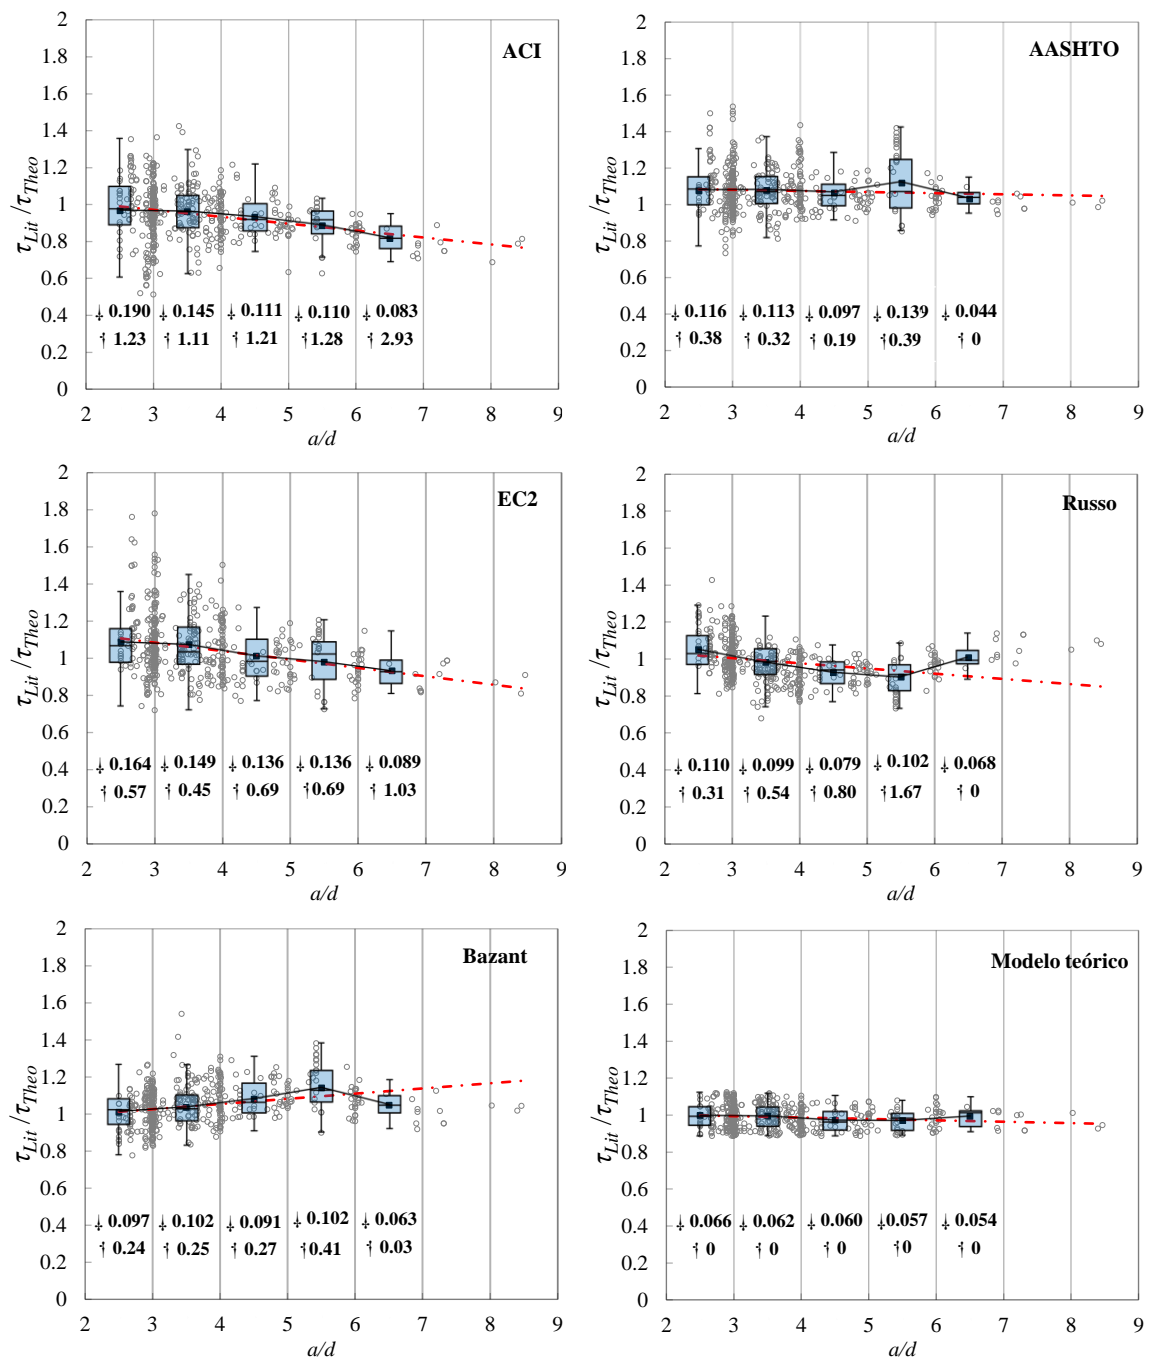 ACI
τLit /τTheo
2
1.8
1.6
1.4
1.2
1
0.8
0.6
0.4
0.2
0
⸸ 0.190 ⸸ 0.145 ⸸ 0.111 ⸸ 0.110 ⸸ 0.083
† 1.23 † 1.11 † 1.21 †1.28 † 2.93
2 3 4 5 6 7 8 9
a/d
AASHTO
τLit /τTheo
2
1.8
1.6
1.4
1.2
1
0.8
0.6
0.4
0.2
0
⸸ 0.116 ⸸ 0.113 ⸸ 0.097 ⸸ 0.139 ⸸ 0.044
† 0.38 † 0.32 † 0.19 †0.39 † 0
2 3 4 5 6 7 8 9
a/d
EC2
τLit /τTheo
2
1.8
1.6
1.4
1.2
1
0.8
0.6
0.4
0.2
0
⸸ 0.164 ⸸ 0.149 ⸸ 0.136 ⸸ 0.136 ⸸ 0.089
† 0.57 † 0.45 † 0.69 †0.69 † 1.03
2 3 4 5 6 7 8 9
a/d
Russo
τLit /τTheo
2
1.8
1.6
1.4
1.2
1
0.8
0.6
0.4
0.2
0
⸸ 0.110 ⸸ 0.099 ⸸ 0.079 ⸸ 0.102 ⸸ 0.068
† 0.31 † 0.54 † 0.80 †1.67 † 0
2 3 4 5 6 7 8 9
a/d
Bazant
τLit /τTheo
2
1.8
1.6
1.4
1.2
1
0.8
0.6
0.4
0.2
0
⸸ 0.097 ⸸ 0.102 ⸸ 0.091 ⸸ 0.102 ⸸ 0.063
† 0.24 † 0.25 † 0.27 †0.41 † 0.03
2 3 4 5 6 7 8 9
a/d
Modelo teórico
τLit /τTheo
2
1.8
1.6
1.4
1.2
1
0.8
0.6
0.4
0.2
0
⸸ 0.066 ⸸ 0.062 ⸸ 0.060 ⸸0.057 ⸸ 0.054
† 0 † 0 † 0 †0 † 0
2 3 4 5 6 7 8 9
a/d